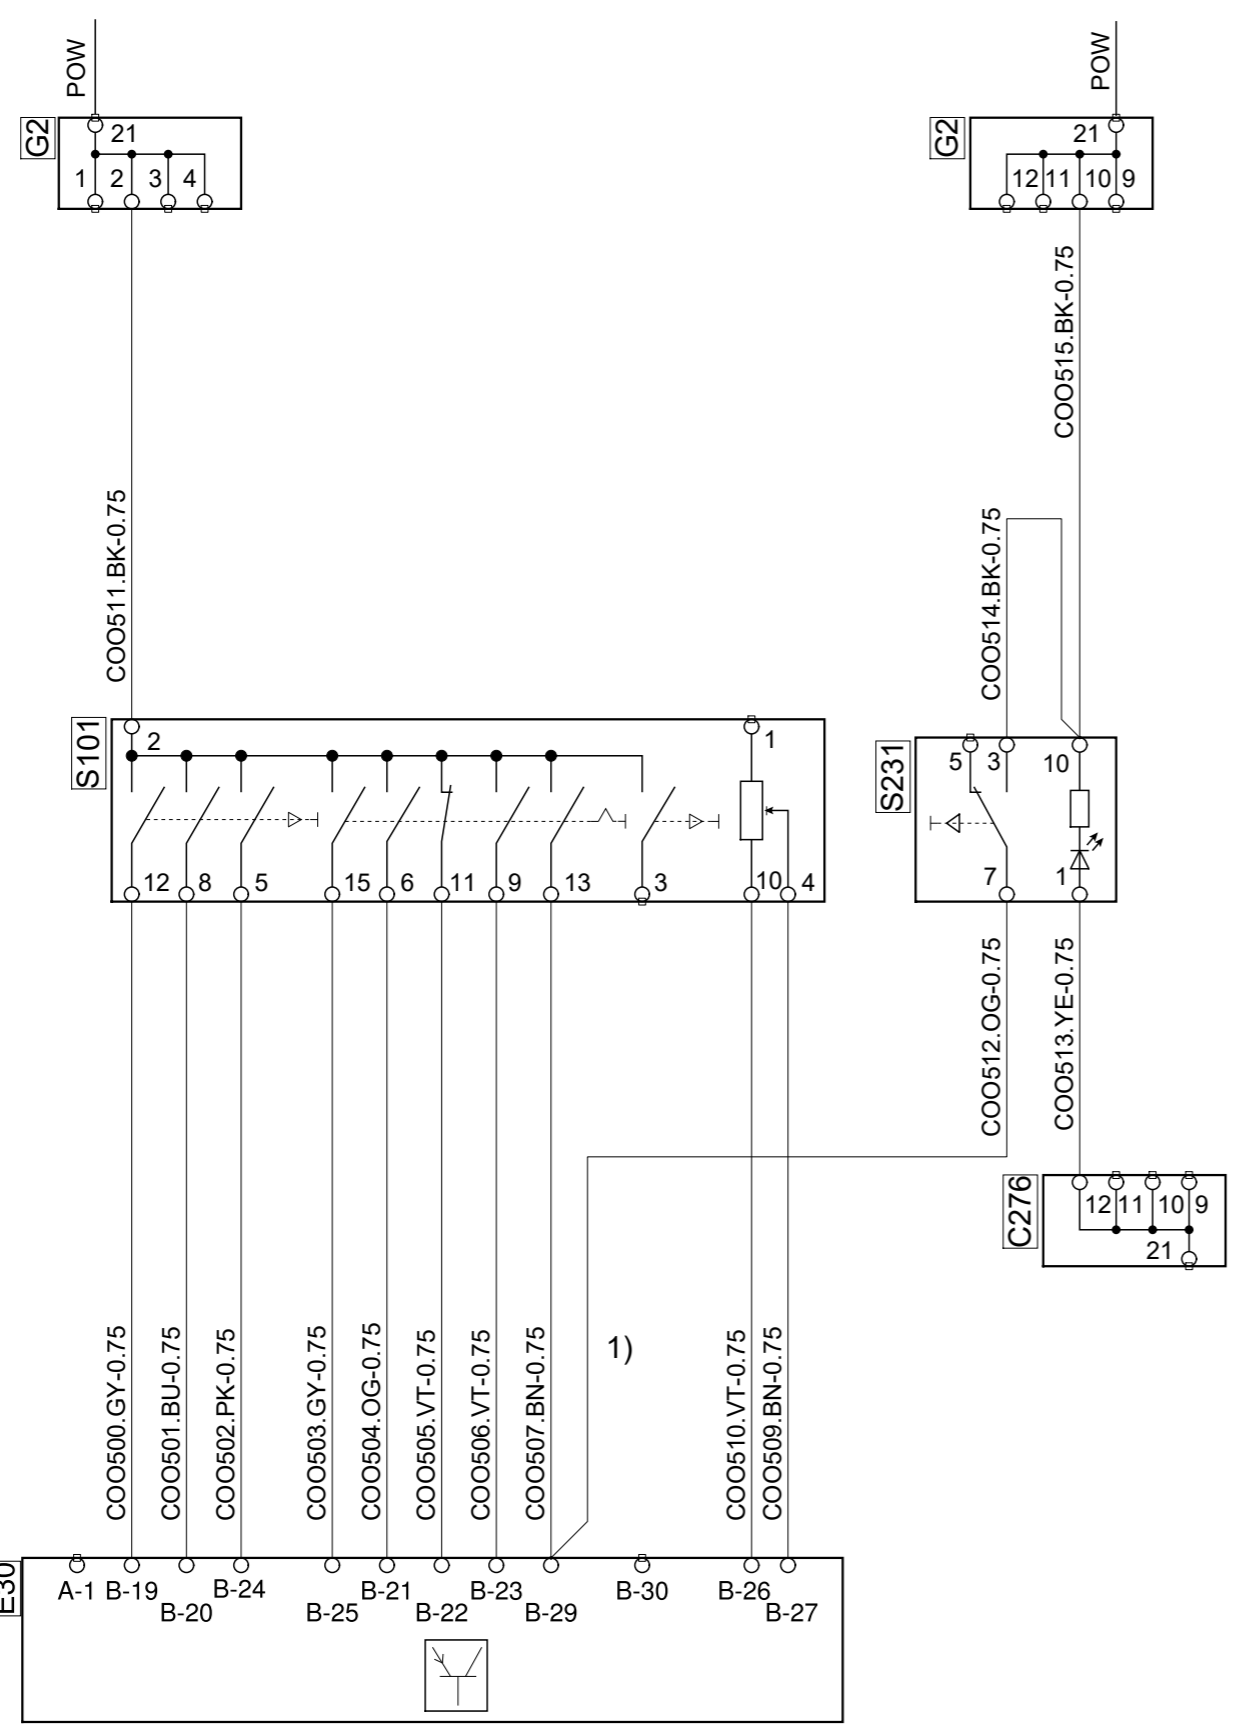 POW
POW
G2
21
1 2 3 4
G2
21
12 11 10 9
COO511.BK-0.75
COO515.BK-0.75
COO514.BK-0.75
S101
2
1
12 8 5 15 6 11 9 13 3 10 4
S231
5 3 10
7 1
COO512.OG-0.75
COO513.YE-0.75
C276
12 11 10 9
21
COO500.GY-0.75
COO501.BU-0.75
COO502.PK-0.75
COO503.GY-0.75
COO504.OG-0.75
COO505.VT-0.75
COO506.VT-0.75
COO507.BN-0.75
1)
COO510.VT-0.75
COO509.BN-0.75
E30
A-1 B-19 B-24 B-21 B-23 B-30 B-26
B-20 B-25 B-22 B-29 B-27